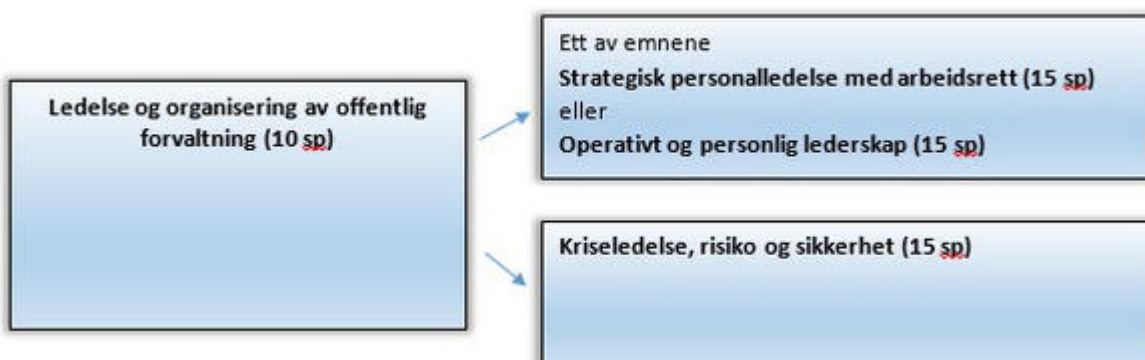 Ledelse og organisering av offentlig
forvaltning (10 sp)
Ett av emnene
Strategisk personalledelse med arbeidsrett (15 sp)
eller
Operativt og personlig lederskap (15 sp)
Kriseledelse, risiko og sikkerhet (15 sp)